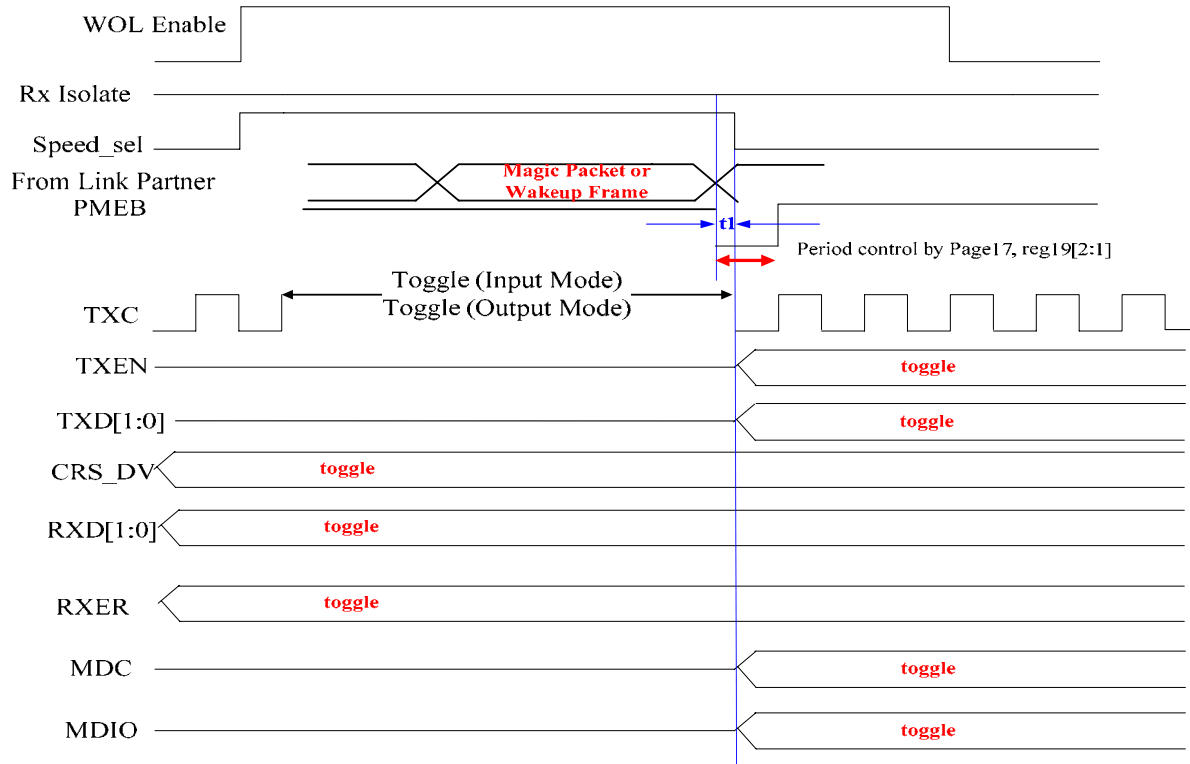 WOL Enable
Rx Isolate
Speed_sel
From Link Partner
Magic Packet or
Wakeup Frame
PMEB
t1
Period control by Page17, reg19[2:1]
Toggle (Input Mode)
Toggle (Output Mode)
TXC
TXEN
toggle
TXD[1:0]
toggle
CRS_DV
toggle
RXD[1:0]
toggle
RXER
toggle
MDC
toggle
MDIO
toggle